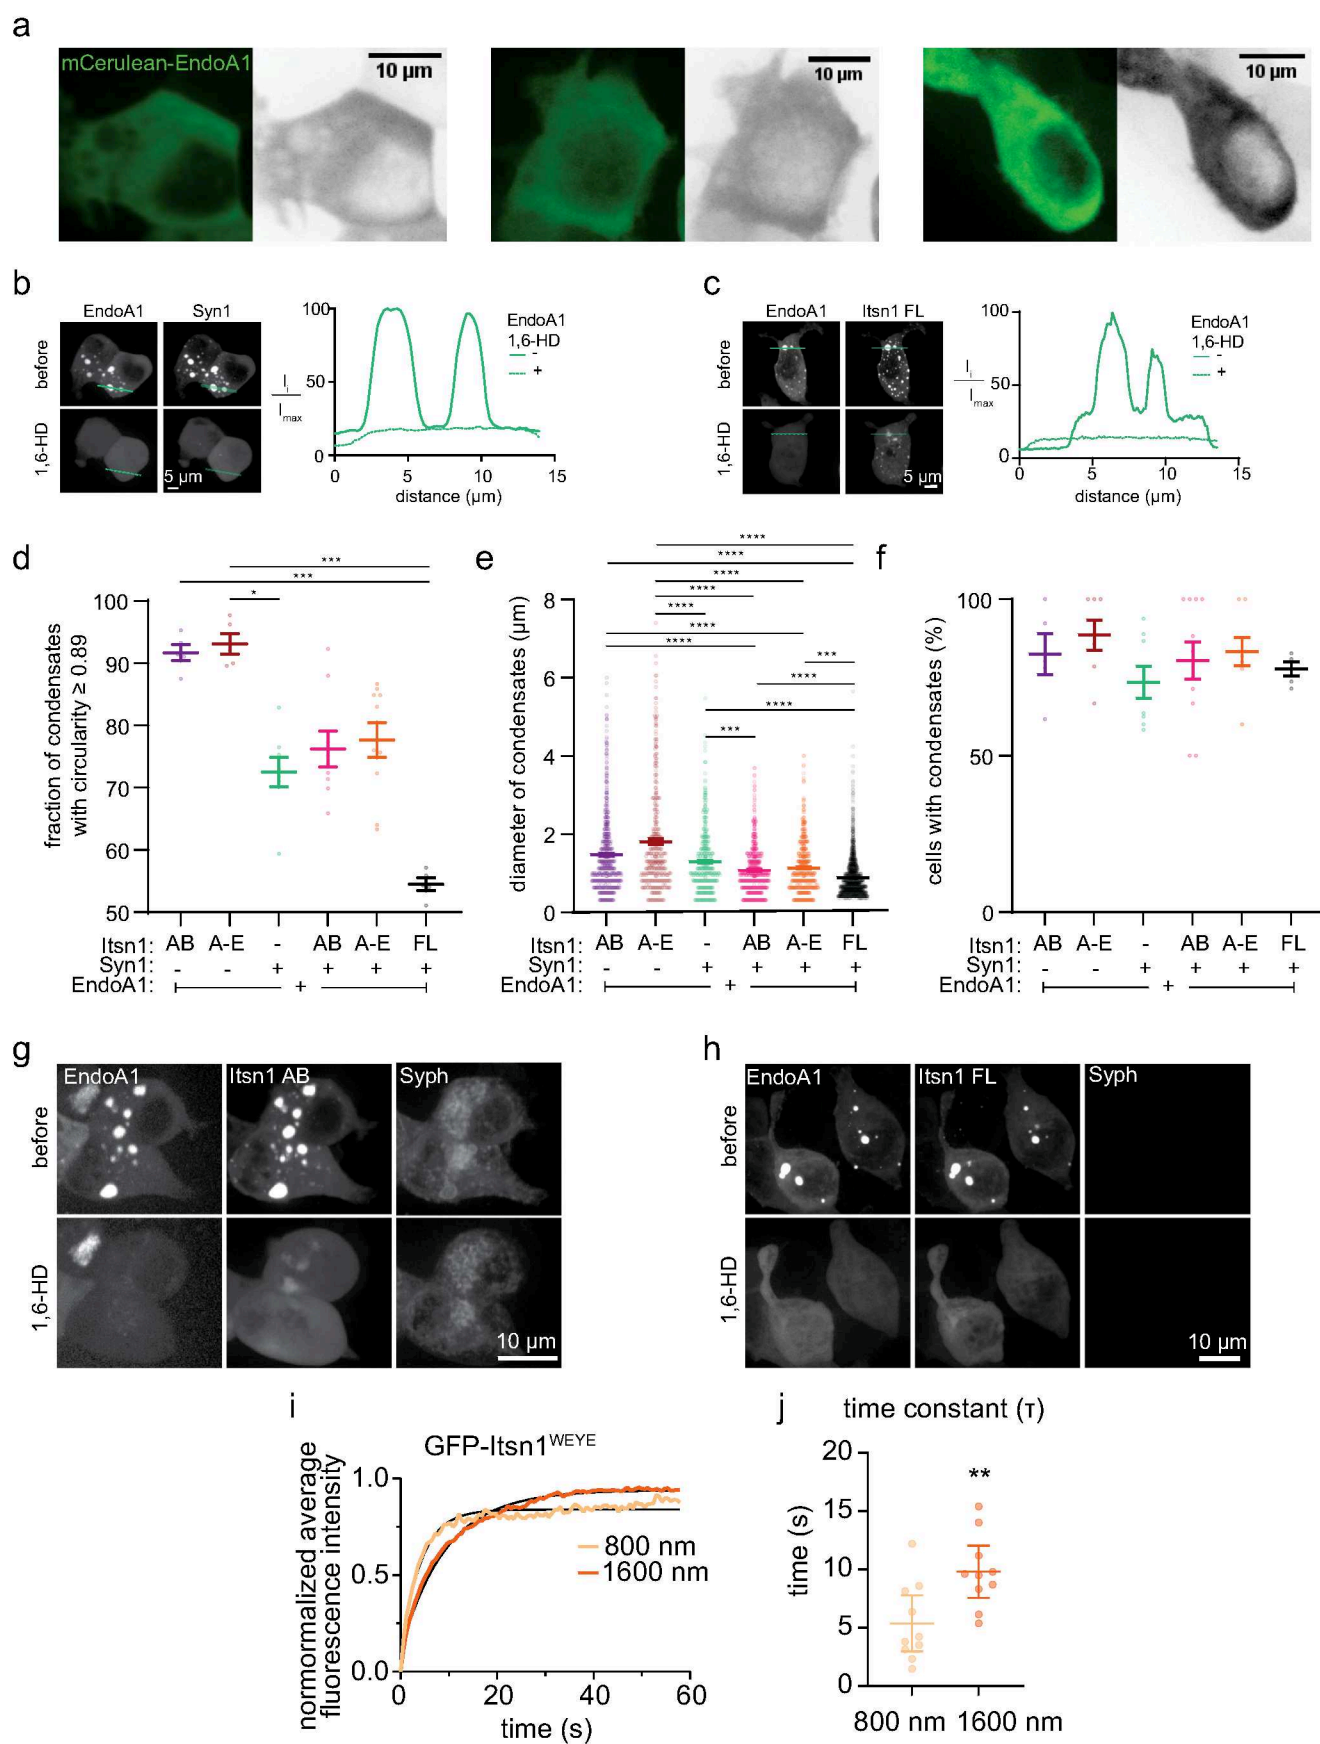 a
mCerulean-EndoA1
10 µm
10 µm
10 µm
b
EndoA1 Syn1
before
1,6-HD
5 µm
I_i
I_max
100
50
0
0 5 10 15
distance (µm)
EndoA1
1,6-HD
-
+
c
EndoA1 Itsn1 FL
before
1,6-HD
5 µm
I_i
I_max
100
50
0
0 5 10 15
distance (µm)
EndoA1
1,6-HD
-
+
d
fraction of condensates
with circularity ≥ 0.89
100
90
80
70
60
50
***
***
*
Itsn1: AB A-E - AB A-E FL
Syn1: - - + + + +
EndoA1: +
e
diameter of condensates (µm)
8
6
4
2
0
****
****
****
****
****
****
****
***
****
****
***
AB A-E - AB A-E FL
Itsn1:
- - + + + +
Syn1:
EndoA1: +
f
cells with condensates (%)
100
50
0
Itsn1: AB A-E - AB A-E FL
Syn1: - - + + + +
EndoA1: +
g
EndoA1 Itsn1 AB Syph
before
1,6-HD
10 µm
h
EndoA1 Itsn1 FL Syph
before
1,6-HD
10 µm
i
GFP-Itsn1WEYE
normormalized average
fluorescence intensity
1.0
0.5
0.0
0 20 40 60
time (s)
800 nm
1600 nm
j
time constant (τ)
time (s)
20
15
10
5
0
**
800 nm 1600 nm